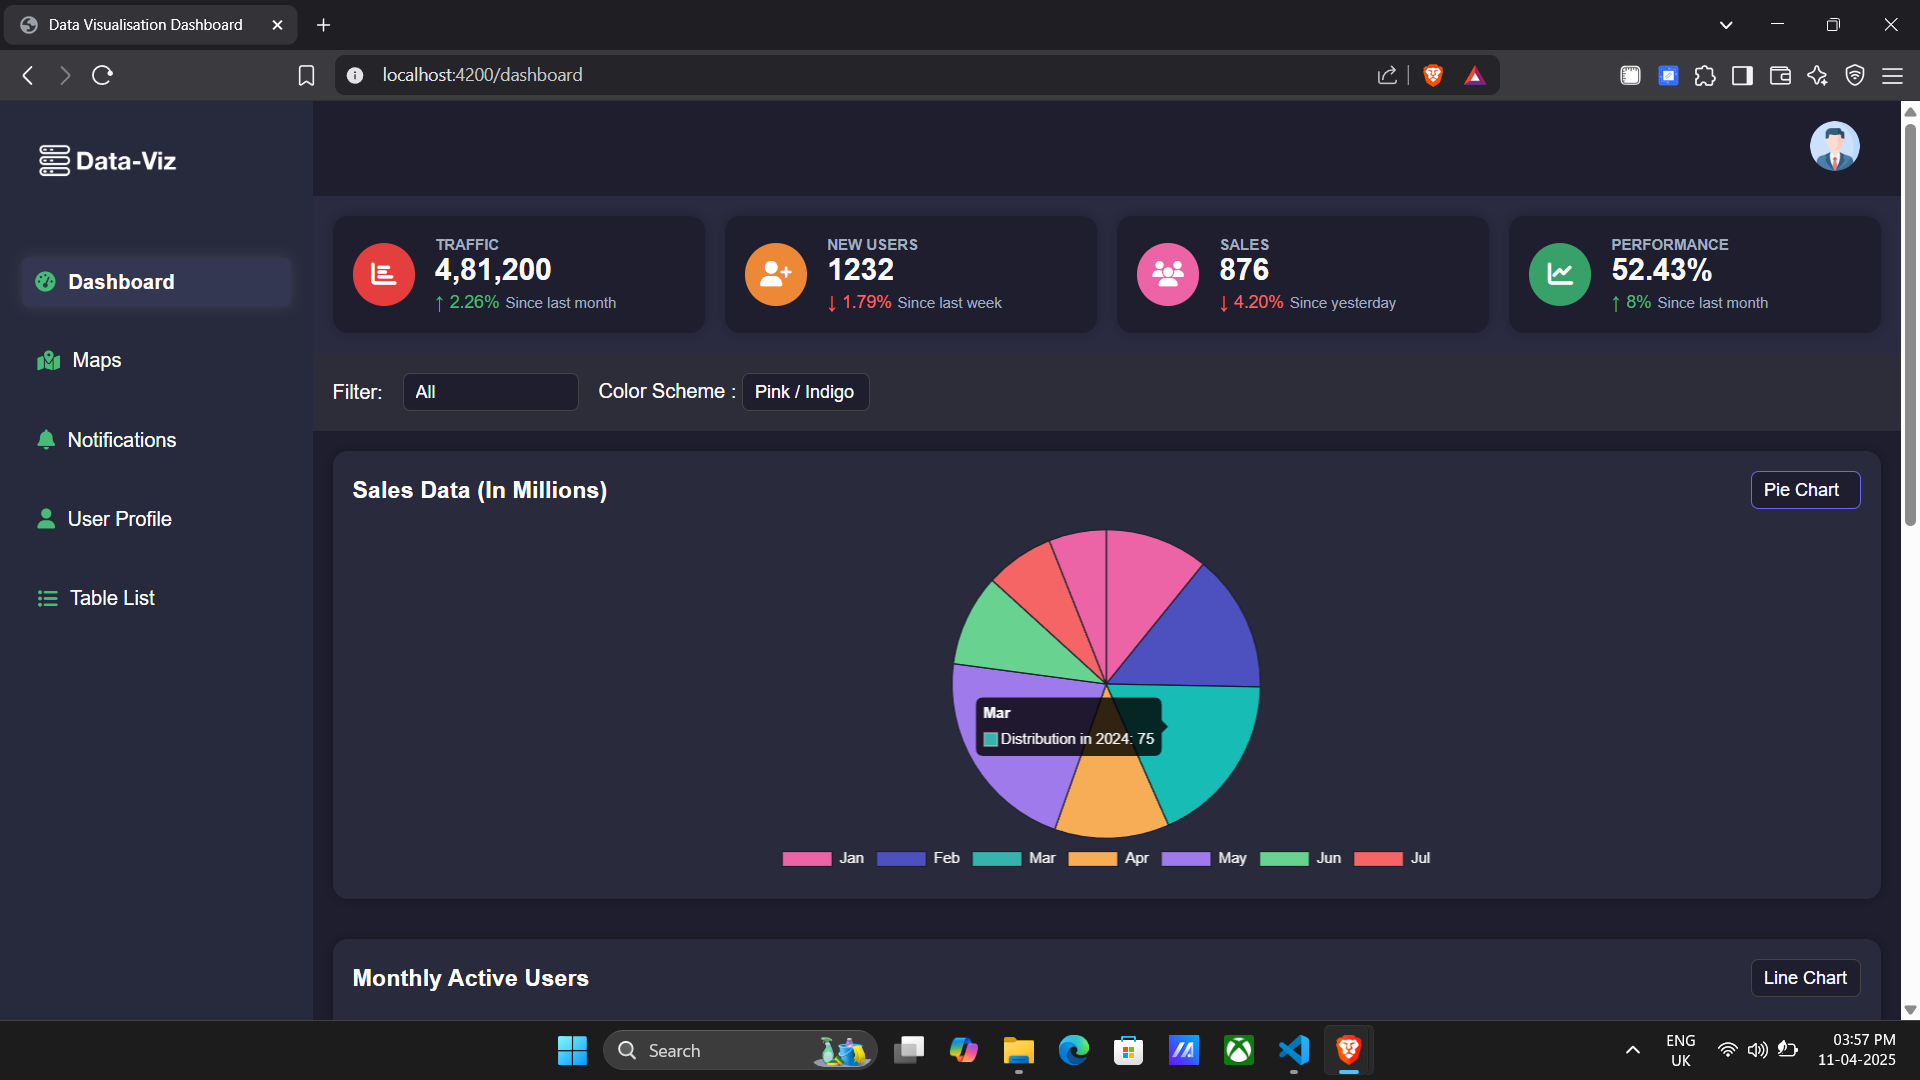 Data Visualisation Dashboard
localhost:4200/dashboard
Data-Viz
Dashboard
Maps
Notifications
User Profile
Table List
TRAFFIC
4,81,200
↑ 2.26% Since last month
NEW USERS
1232
↓ 1.79% Since last week
SALES
876
↓ 4.20% Since yesterday
PERFORMANCE
52.43%
↑ 8% Since last month
Filter: All Color Scheme : Pink / Indigo
Sales Data (In Millions)
Pie Chart
Mar
Distribution in 2024: 75
Jan Feb Mar Apr May Jun Jul
Monthly Active Users
Line Chart
Search
ENG
UK
03:57 PM
11-04-2025